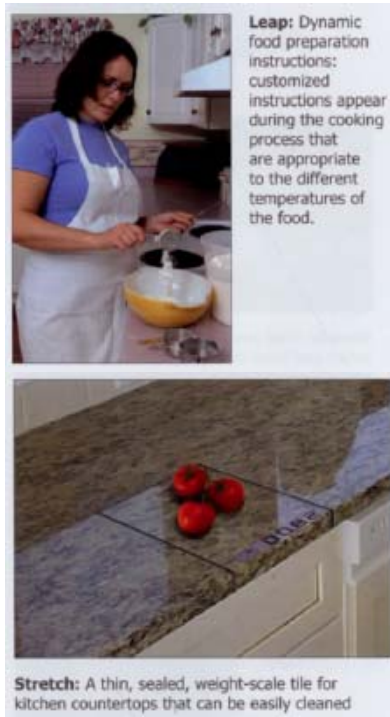 Leap: Dynamic
food preparation
instructions:
customized
instructions appear
during the cooking
process that
are appropriate
to the different
temperatures of
the food.
Stretch: A thin, sealed, weight-scale tile for
kitchen countertops that can be easily cleaned